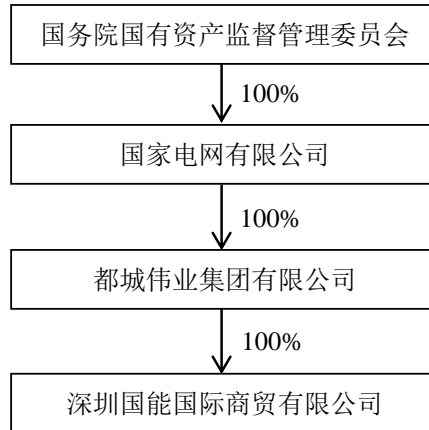 国务院国有资产监督管理委员会
100%
国家电网有限公司
100%
都城伟业集团有限公司
100%
深圳国能国际商贸有限公司